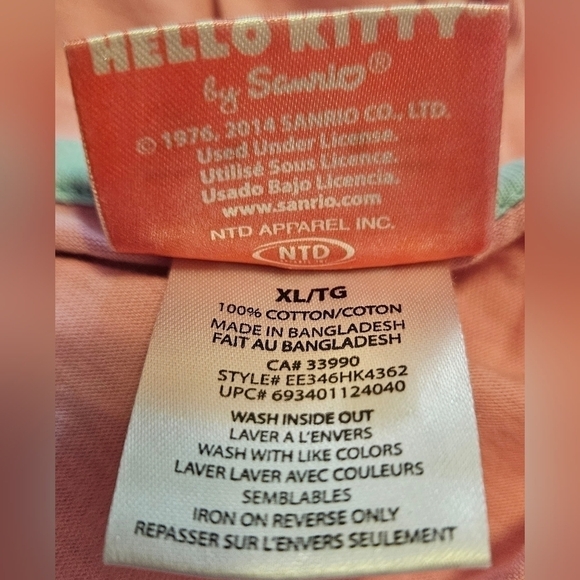 HELLO KITTY
by Sanrio®
© 1976, 2014 SANRIO CO., LTD.
Used Under License.
Utilisé Sous Licence.
Usado Bajo Licencia.
www.sanrio.com
NTD APPAREL INC.
NTD
XL/TG
100% COTTON/COTON
MADE IN BANGLADESH
FAIT AU BANGLADESH
CA# 33990
STYLE# EE346HK4362
UPC# 693401124040
WASH INSIDE OUT
LAVER A L'ENVERS
WASH WITH LIKE COLORS
LAVER LAVER AVEC COULEURS
SEMBLABLES
IRON ON REVERSE ONLY
REPASSER SUR L'ENVERS SEULEMENT